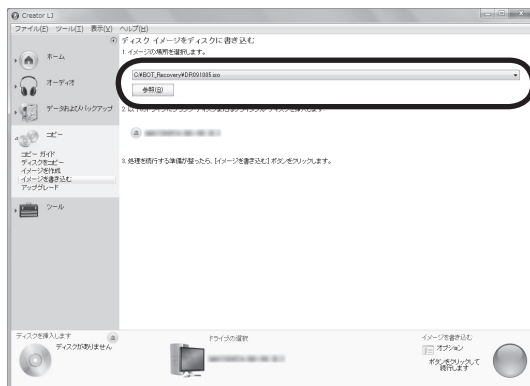 Creator LJ
ファイル(F) ツール(T) 表示(V) ヘルプ(H)
ホーム
オーディオ
データおよびバックアップ
コピー
コピー ガイド
ディスクをコピー
イメージを作成
イメージを書き込む
アップグレード
ツール
ディスク イメージをディスクに書き込む
1. イメージの場所を選択します。
C:¥BOT_Recovery¥DR091005.iso
参照(B)
3. 処理を続行する準備が整ったら、[イメージを書き込む] ボタンをクリックします。
ディスクを挿入します
ディスクがありません
ドライブの選択
イメージを書き込む
オプション
ボタンをクリックして
続行します